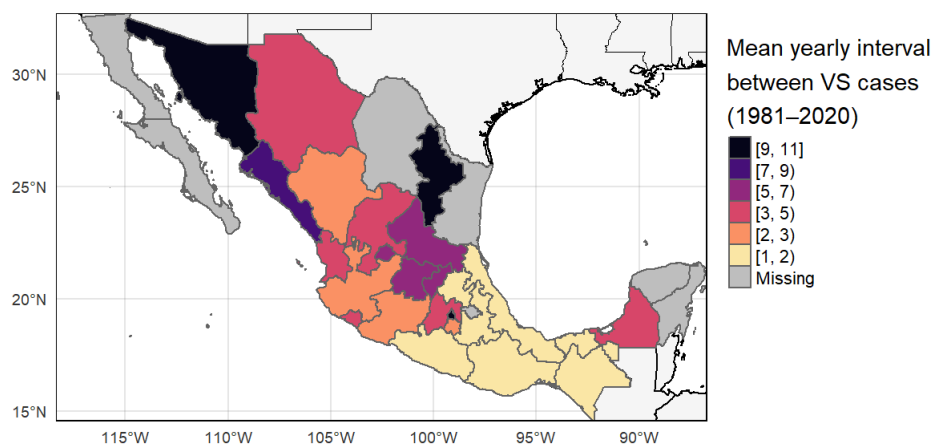 Mean yearly interval
between VS cases
(1981–2020)
[9, 11]
[7, 9)
[5, 7)
[3, 5)
[2, 3)
[1, 2)
Missing
30°N
25°N
20°N
15°N
115°W 110°W 105°W 100°W 95°W 90°W